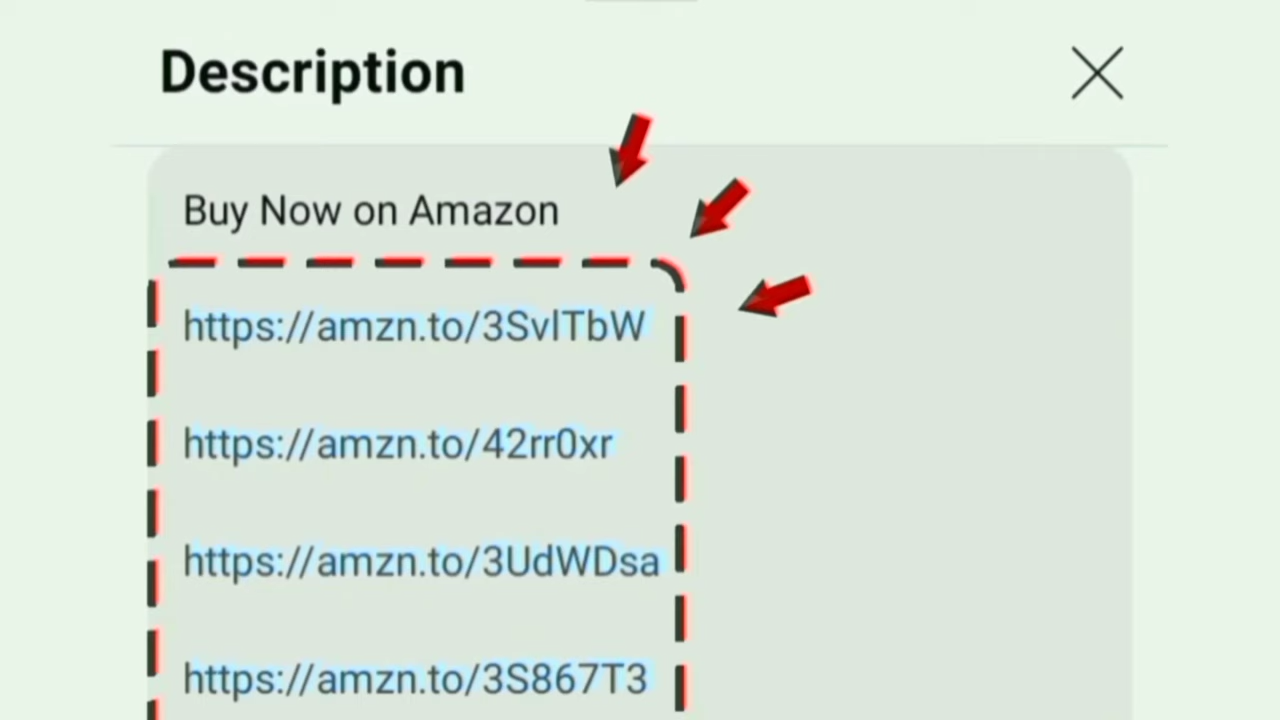 Description
Buy Now on Amazon
https://amzn.to/3SvlTbW
https://amzn.to/42rr0xr
https://amzn.to/3UdWDsa
https://amzn.to/3S867T3